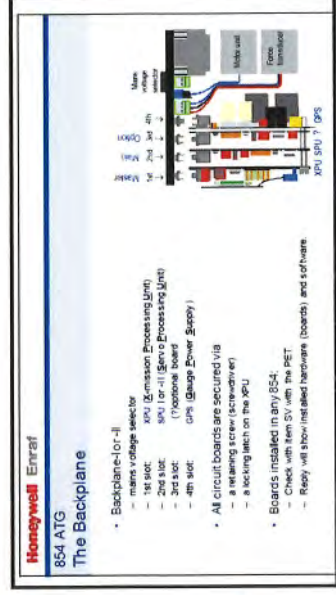 Honeywell Enraf
854 ATG
The Backplane
• Backplane-I or -II
– mains voltage selector
– 1st slot: XPU (X-mission Processing Unit)
– 2nd slot: SPU I or -II (Servo Processing Unit)
– 3rd slot: (?)optional board
– 4th slot: GPS (Gauge Power Supply)
• All circuit boards are secured via
– a retaining screw (screwdriver)
– a locking latch on the XPU
• Boards installed in any 854:
– Check with item SV with the PET.
– Reply will show installed hardware (boards) and software.
Option
1st 2nd 3rd 4th
Mains
voltage
selector
Motor unit
Force
transducer
XPU SPU ? GPS